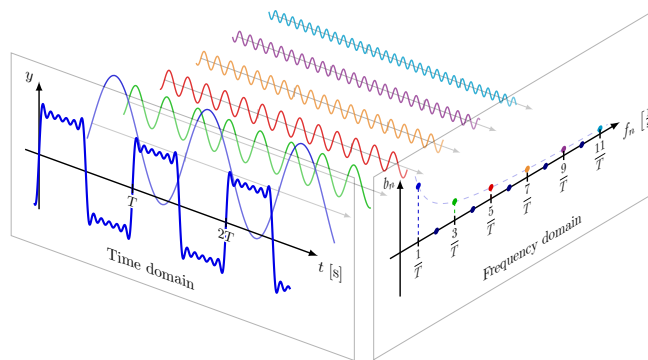 y
T
2T
t [s]
Time domain
b_n
f_n
1/T
3/T
5/T
7/T
9/T
11/T
Frequency domain